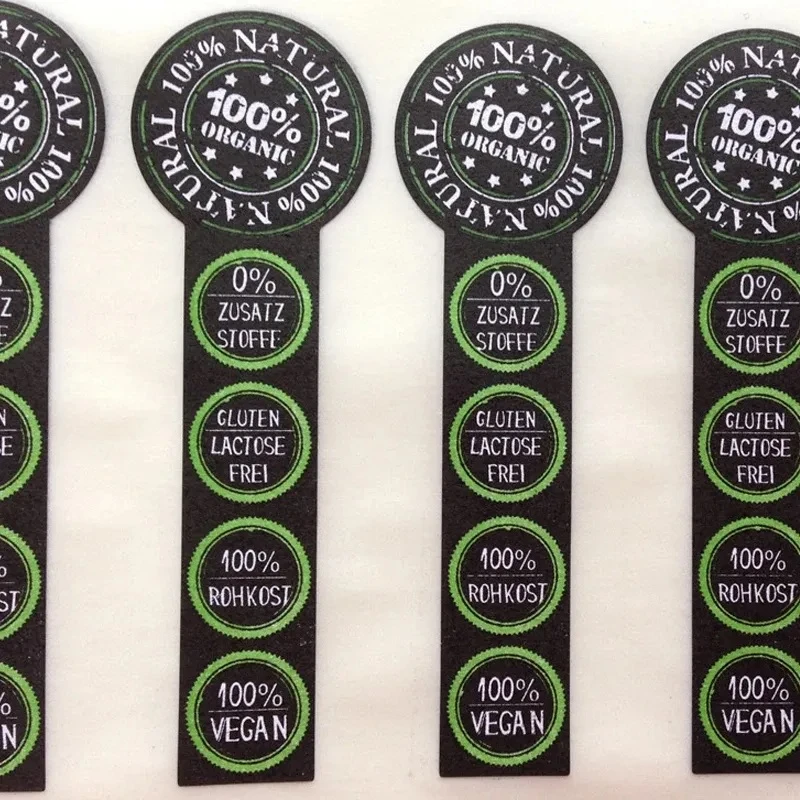 ATURAL 100%
100% NATURAL 100% NATURAL
100%
ORGANIC
0%
ZUSATZ
STOFFE
GLUTEN
LACTOSE
FREI
100%
ROHKOST
100%
VEGAN
100% NATURAL 100% NATURAL
100%
ORGANIC
0%
ZUSATZ
STOFFE
GLUTEN
LACTOSE
FREI
100%
ROHKOST
100%
VEGAN
100% NATURAL 100% NATURAL
100%
ORGANIC
0%
ZUSATZ
STOFFE
GLUTEN
LACTOSE
FREI
100%
ROHKOST
100%
VEGAN